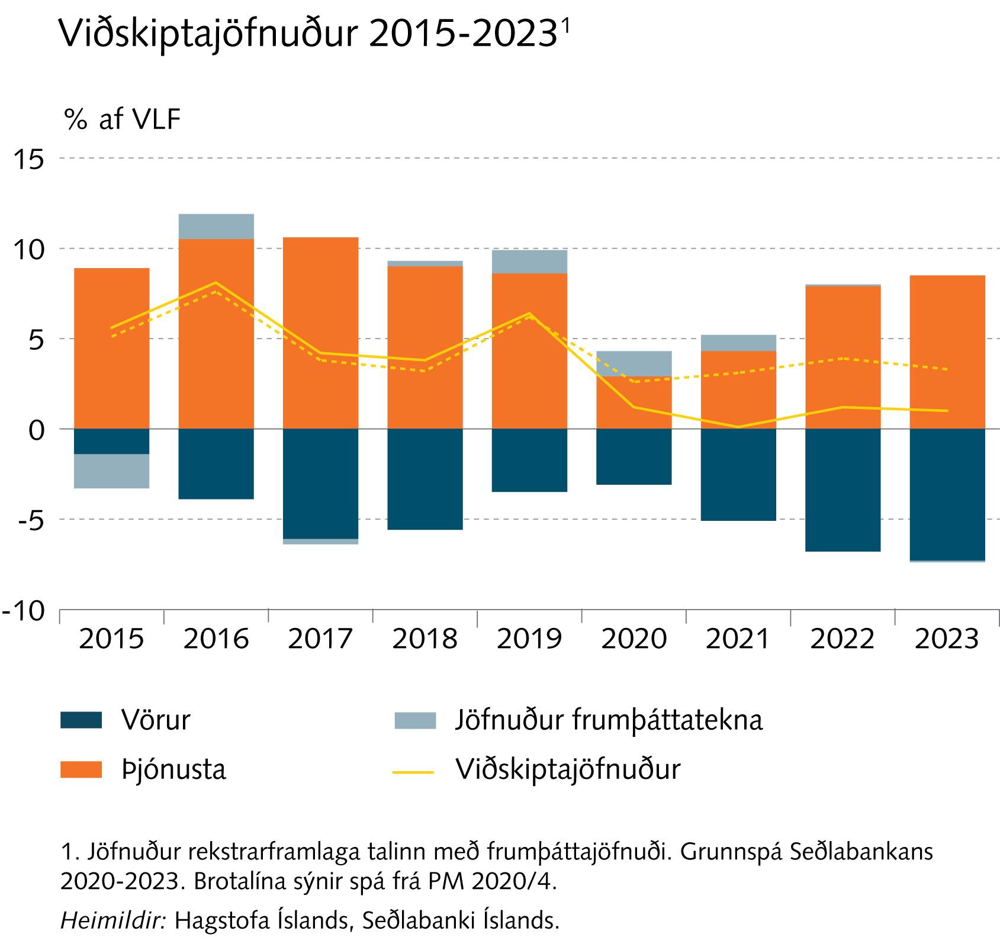 Viðskiptajöfnuður 2015-2023¹
% af VLF
15
10
5
0
-5
-10
2015 2016 2017 2018 2019 2020 2021 2022 2023
Vörur
Jöfnuður frumþáttatekna
Þjónusta
Viðskiptajöfnuður
1. Jöfnuður rekstrarframlaga talinn með frumþáttajöfnuði. Grunnspá Seðlabankans
2020-2023. Brotalína sýnir spá frá PM 2020/4.
Heimildir: Hagstofa Íslands, Seðlabanki Íslands.